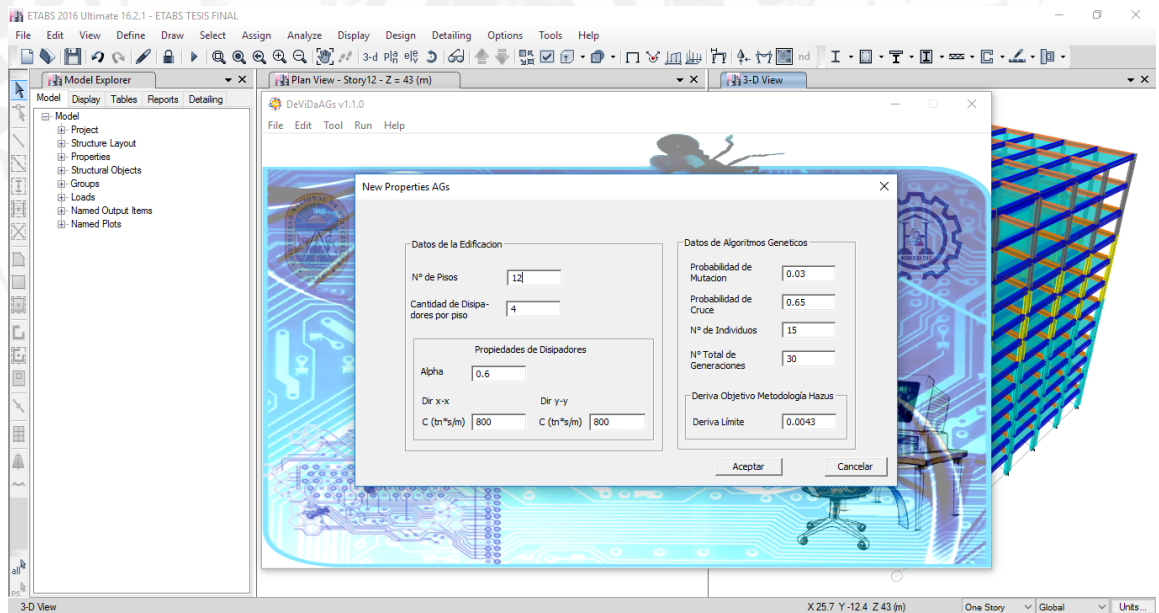 ETABS 2016 Ultimate 16.2.1 - ETABS TESIS FINAL
File Edit View Define Draw Select Assign Analyze Display Design Detailing Options Tools Help
3-d nd
Model Explorer
Plan View - Story12 - Z = 43 (m)
3-D View
Model Display Tables Reports Detailing
Model
Project
Structure Layout
Properties
Structural Objects
Groups
Loads
Named Output Items
Named Plots
DeViDaAGs v1.1.0
File Edit Tool Run Help
New Properties AGs
Datos de la Edificacion
Nº de Pisos 12
Cantidad de Disipa-
dores por piso 4
Propiedades de Disipadores
Alpha 0.6
Dir x-x Dir y-y
C (tn*s/m) 800 C (tn*s/m) 800
Datos de Algoritmos Geneticos
Probabilidad de
Mutacion 0.03
Probabilidad de
Cruce 0.65
Nº de Individuos 15
Nº Total de
Generaciones 30
Deriva Objetivo Metodología Hazus
Deriva Límite 0.0043
Aceptar Cancelar
all
3-D View X 25.7 Y -12.4 Z 43 (m) One Story Global Units...